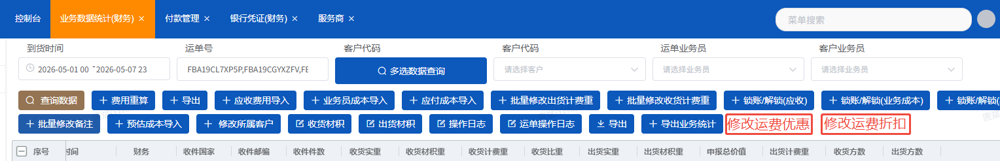 控制台 业务数据统计(财务) × 付款管理 × 银行凭证(财务) × 服务商 × 菜单搜索
到货时间 运单号 客户代码 客户代码 运单业务员 客户业务员
2026-05-01 00 -2026-05-07 23 FBA19CL7XP5P,FBA19CGYXZFV,FE 多选数据查询 请选择客户 请选择业务员 请选择业务员
查询数据 + 费用重算 + 导出 + 应收费用导入 + 业务员成本导入 + 应付成本导入 + 批量修改出货计费重 + 批量修改收货计费重 + 锁账/解锁(应收) + 锁账/解锁(业务成本) + 锁账/解锁(
+ 批量修改备注 + 预估成本导入 + 修改所属客户 收货材积 出货材积 操作日志 运单操作日志 导出 + 导出业务统计 修改运费优惠 修改运费折扣
序号 时间 财务 收件国家 收件邮编 收件件数 收货实重 收货材积重 收货计费重 收货比重 出货实重 出货材积重 申报总价值 出货计费重 收货方数 出货方数